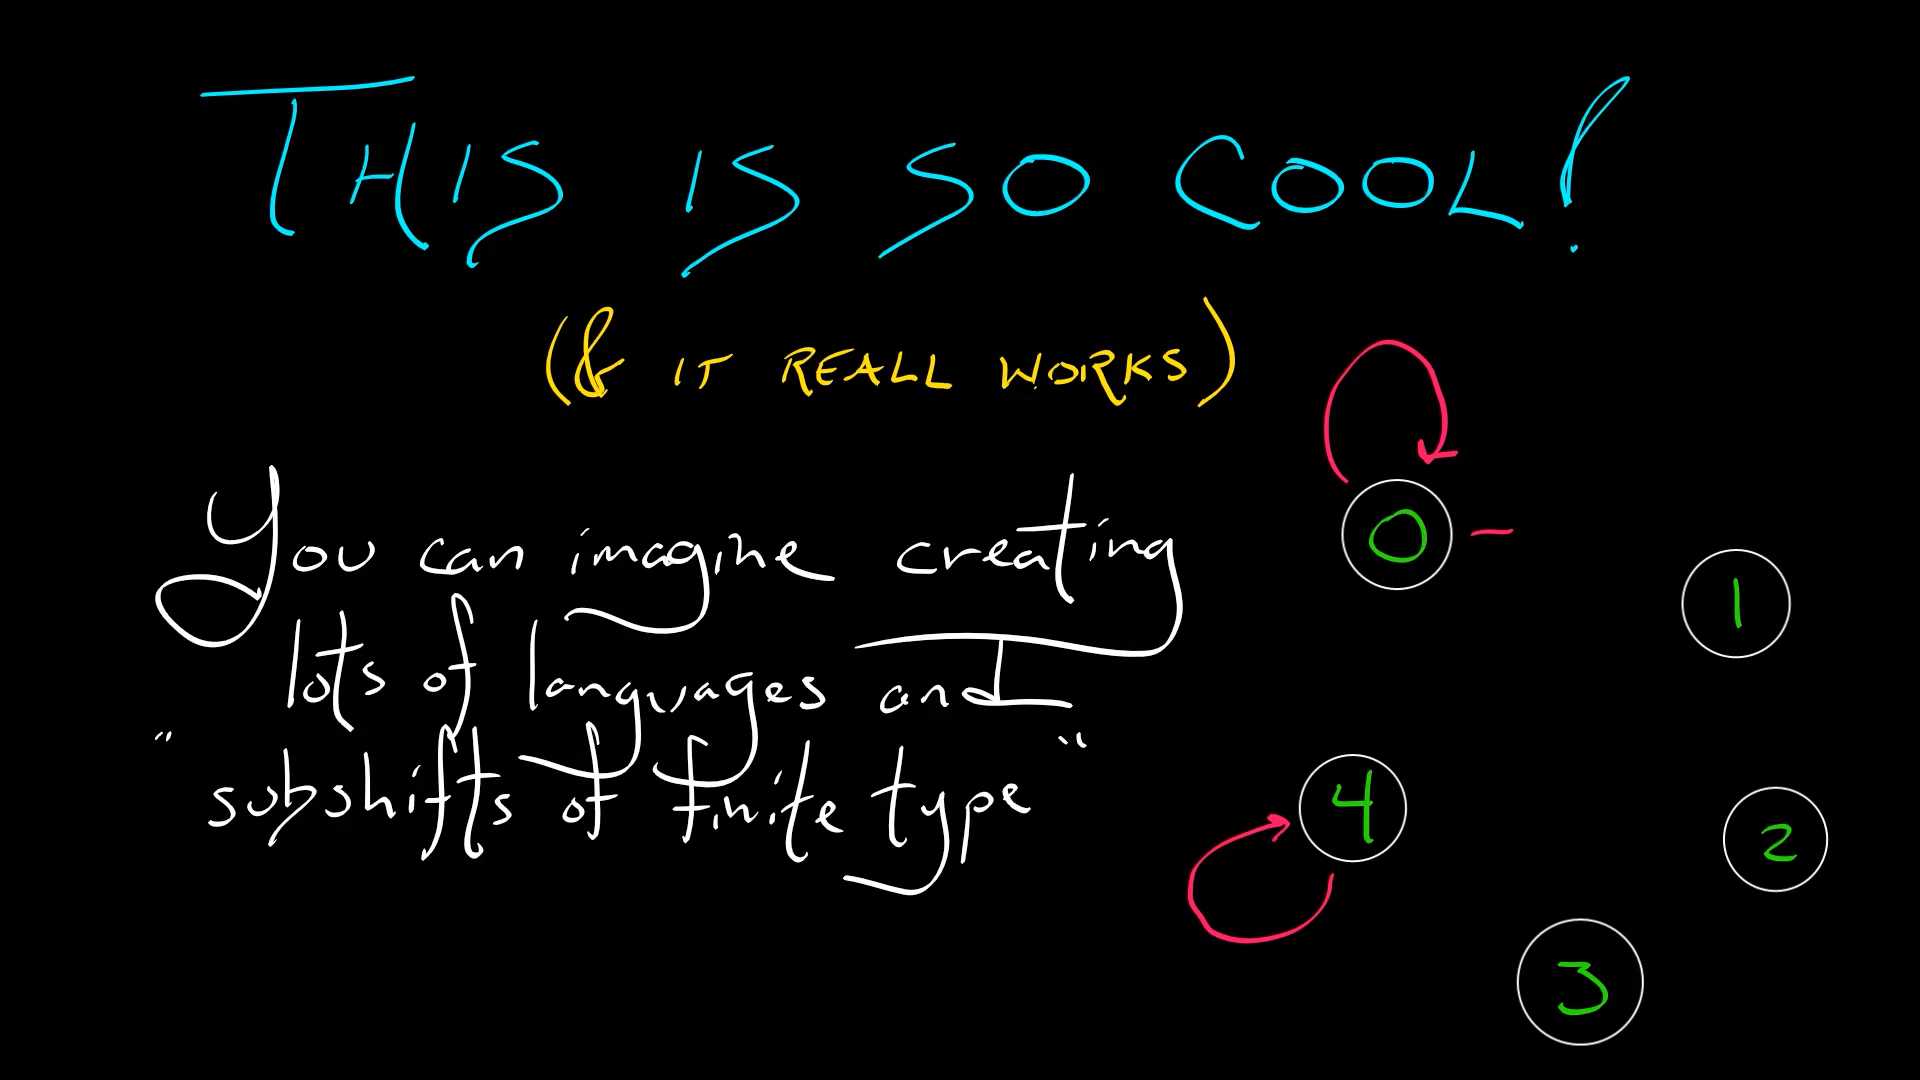 THIS IS SO COOL!
(& IT REALL WORKS)
You can imagine creating
lots of languages and
"subshifts of finite type"
0
1
4
2
3